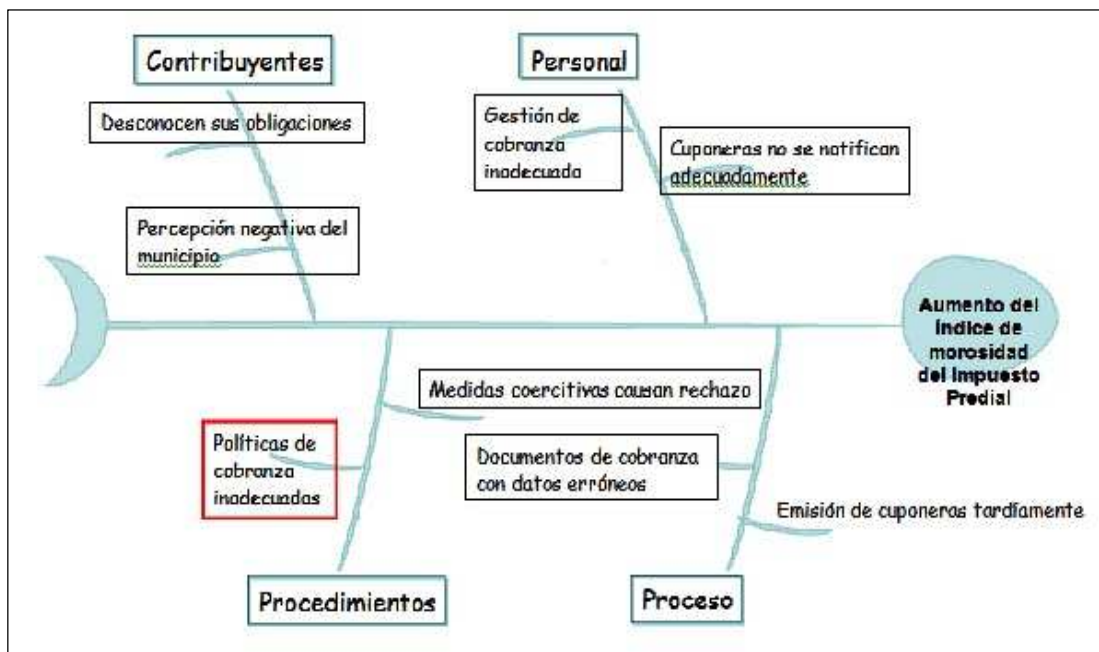 Contribuyentes
Personal
Desconocen sus obligaciones
Gestión de
cobranza
inadecuada
Cuponeras no se notifican
adecuadamente
Percepción negativa del
municipio
Aumento del
Índice de
morosidad
del Impuesto
Predial
Medidas coercitivas causan rechazo
Políticas de
cobranza
inadecuadas
Documentos de cobranza
con datos erróneos
Emisión de cuponeras tardíamente
Procedimientos
Proceso